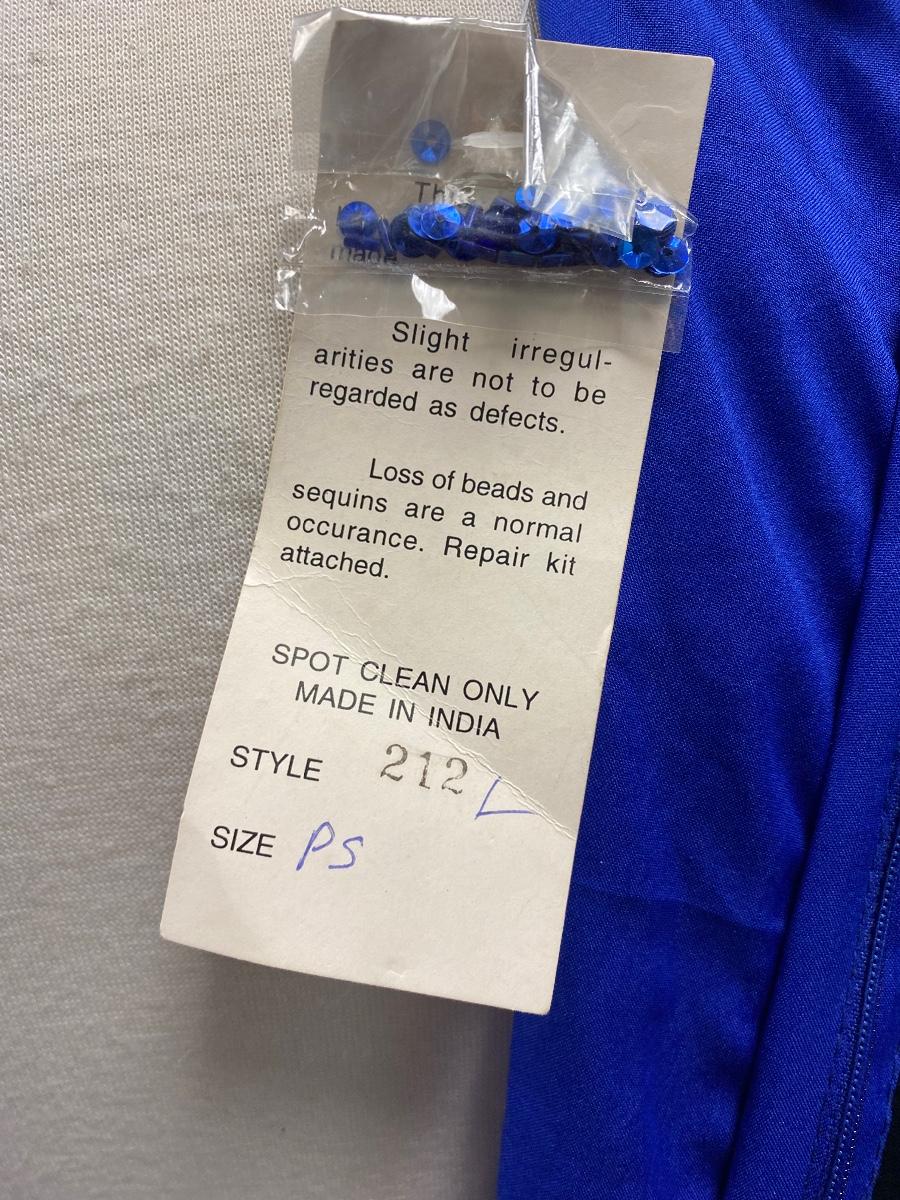 made
Slight irregul-
arities are not to be
regarded as defects.
Loss of beads and
sequins are a normal
occurance. Repair kit
attached.
SPOT CLEAN ONLY
MADE IN INDIA
STYLE 212 L
SIZE PS